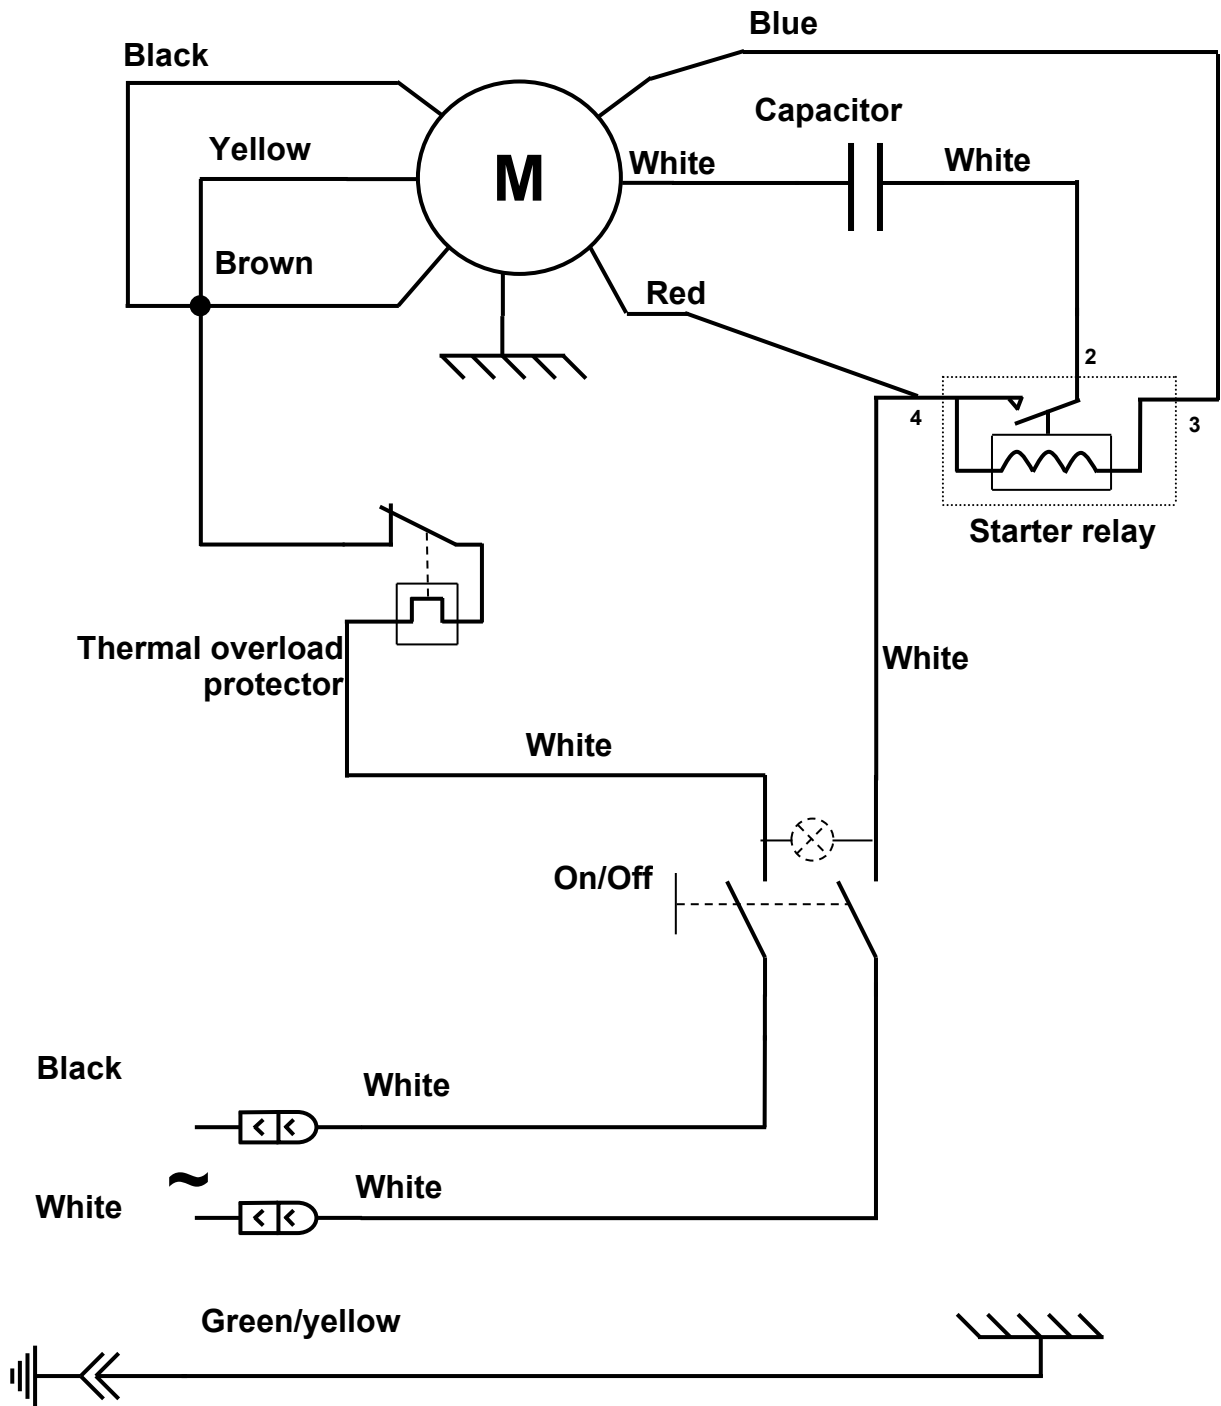 Blue
Black
Capacitor
Yellow
White
White
M
Brown
Red
2
4
3
Starter relay
Thermal overload
protector
White
White
On/Off
Black
White
~
White
White
Green/yellow